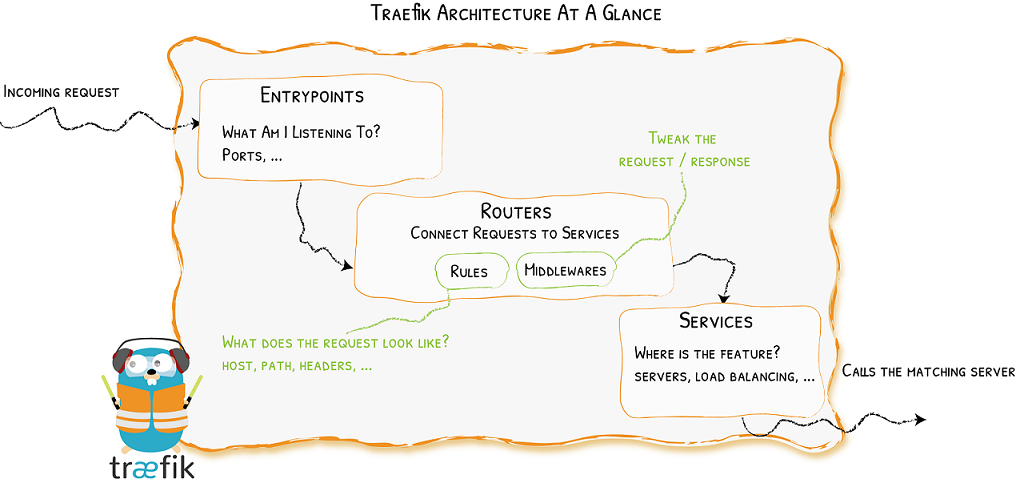 Traefik Architecture At A Glance
Incoming request
Entrypoints
What Am I Listening To?
Ports, ...
Tweak the
request / response
Routers
Connect Requests to Services
Rules
Middlewares
Services
What does the request look like?
host, path, headers, ...
Where is the feature?
servers, load balancing, ...
Calls the matching server
træfik